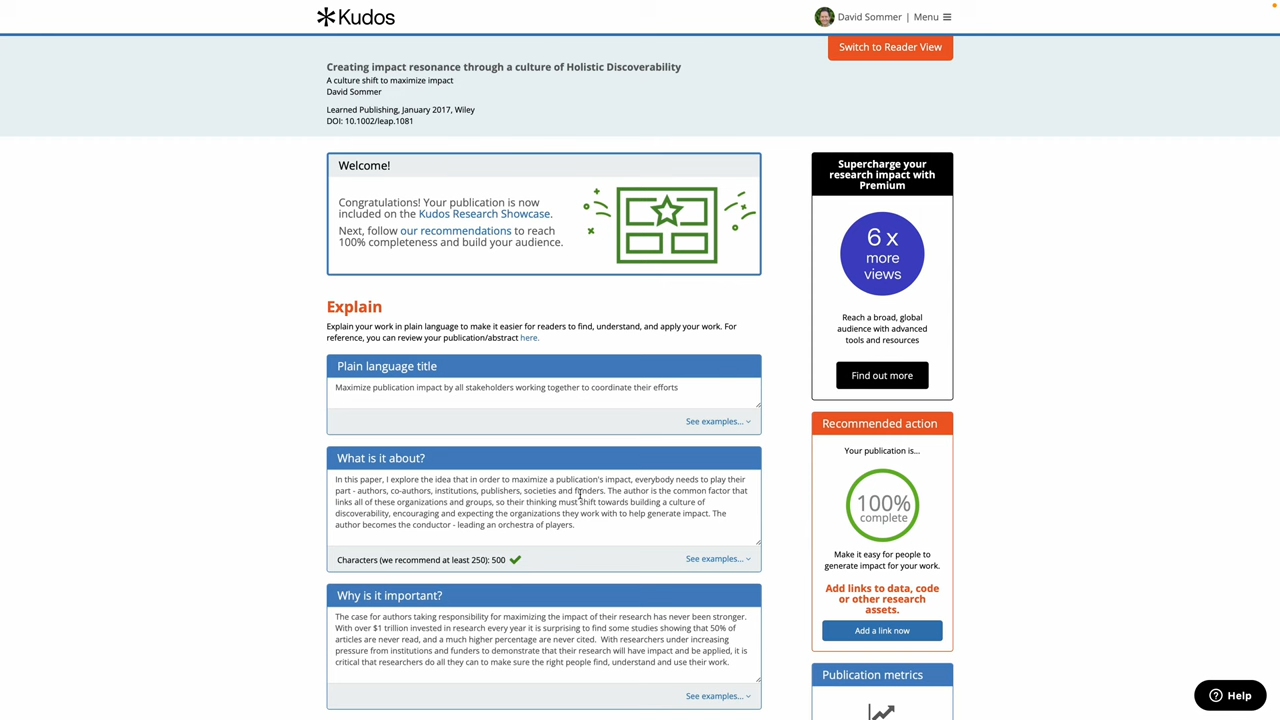 Kudos
David Sommer | Menu
Switch to Reader View
Creating impact resonance through a culture of Holistic Discoverability
A culture shift to maximize impact
David Sommer
Learned Publishing, January 2017, Wiley
DOI: 10.1002/leap.1081
Welcome!
Congratulations! Your publication is now
included on the Kudos Research Showcase.
Next, follow our recommendations to reach
100% completeness and build your audience.
Explain
Explain your work in plain language to make it easier for readers to find, understand, and apply your work. For
reference, you can review your publication/abstract here.
Plain language title
Maximize publication impact by all stakeholders working together to coordinate their efforts
See examples...
What is it about?
In this paper, I explore the idea that in order to maximize a publication's impact, everybody needs to play their
part - authors, co-authors, institutions, publishers, societies and funders. The author is the common factor that
links all of these organizations and groups, so their thinking must shift towards building a culture of
discoverability, encouraging and expecting the organizations they work with to help generate impact. The
author becomes the conductor - leading an orchestra of players.
Characters (we recommend at least 250): 500
See examples...
Why is it important?
The case for authors taking responsibility for maximizing the impact of their research has never been stronger.
With over $1 trillion invested in research every year it is surprising to find some studies showing that 50% of
articles are never read, and a much higher percentage are never cited. With researchers under increasing
pressure from institutions and funders to demonstrate that their research will have impact and be applied, it is
critical that researchers do all they can to make sure the right people find, understand and use their work.
See examples...
Supercharge your
research impact with
Premium
6 x
more
views
Reach a broad, global
audience with advanced
tools and resources
Find out more
Recommended action
Your publication is...
100%
complete
Make it easy for people to
generate impact for your work.
Add links to data, code
or other research
assets.
Add a link now
Publication metrics
Help